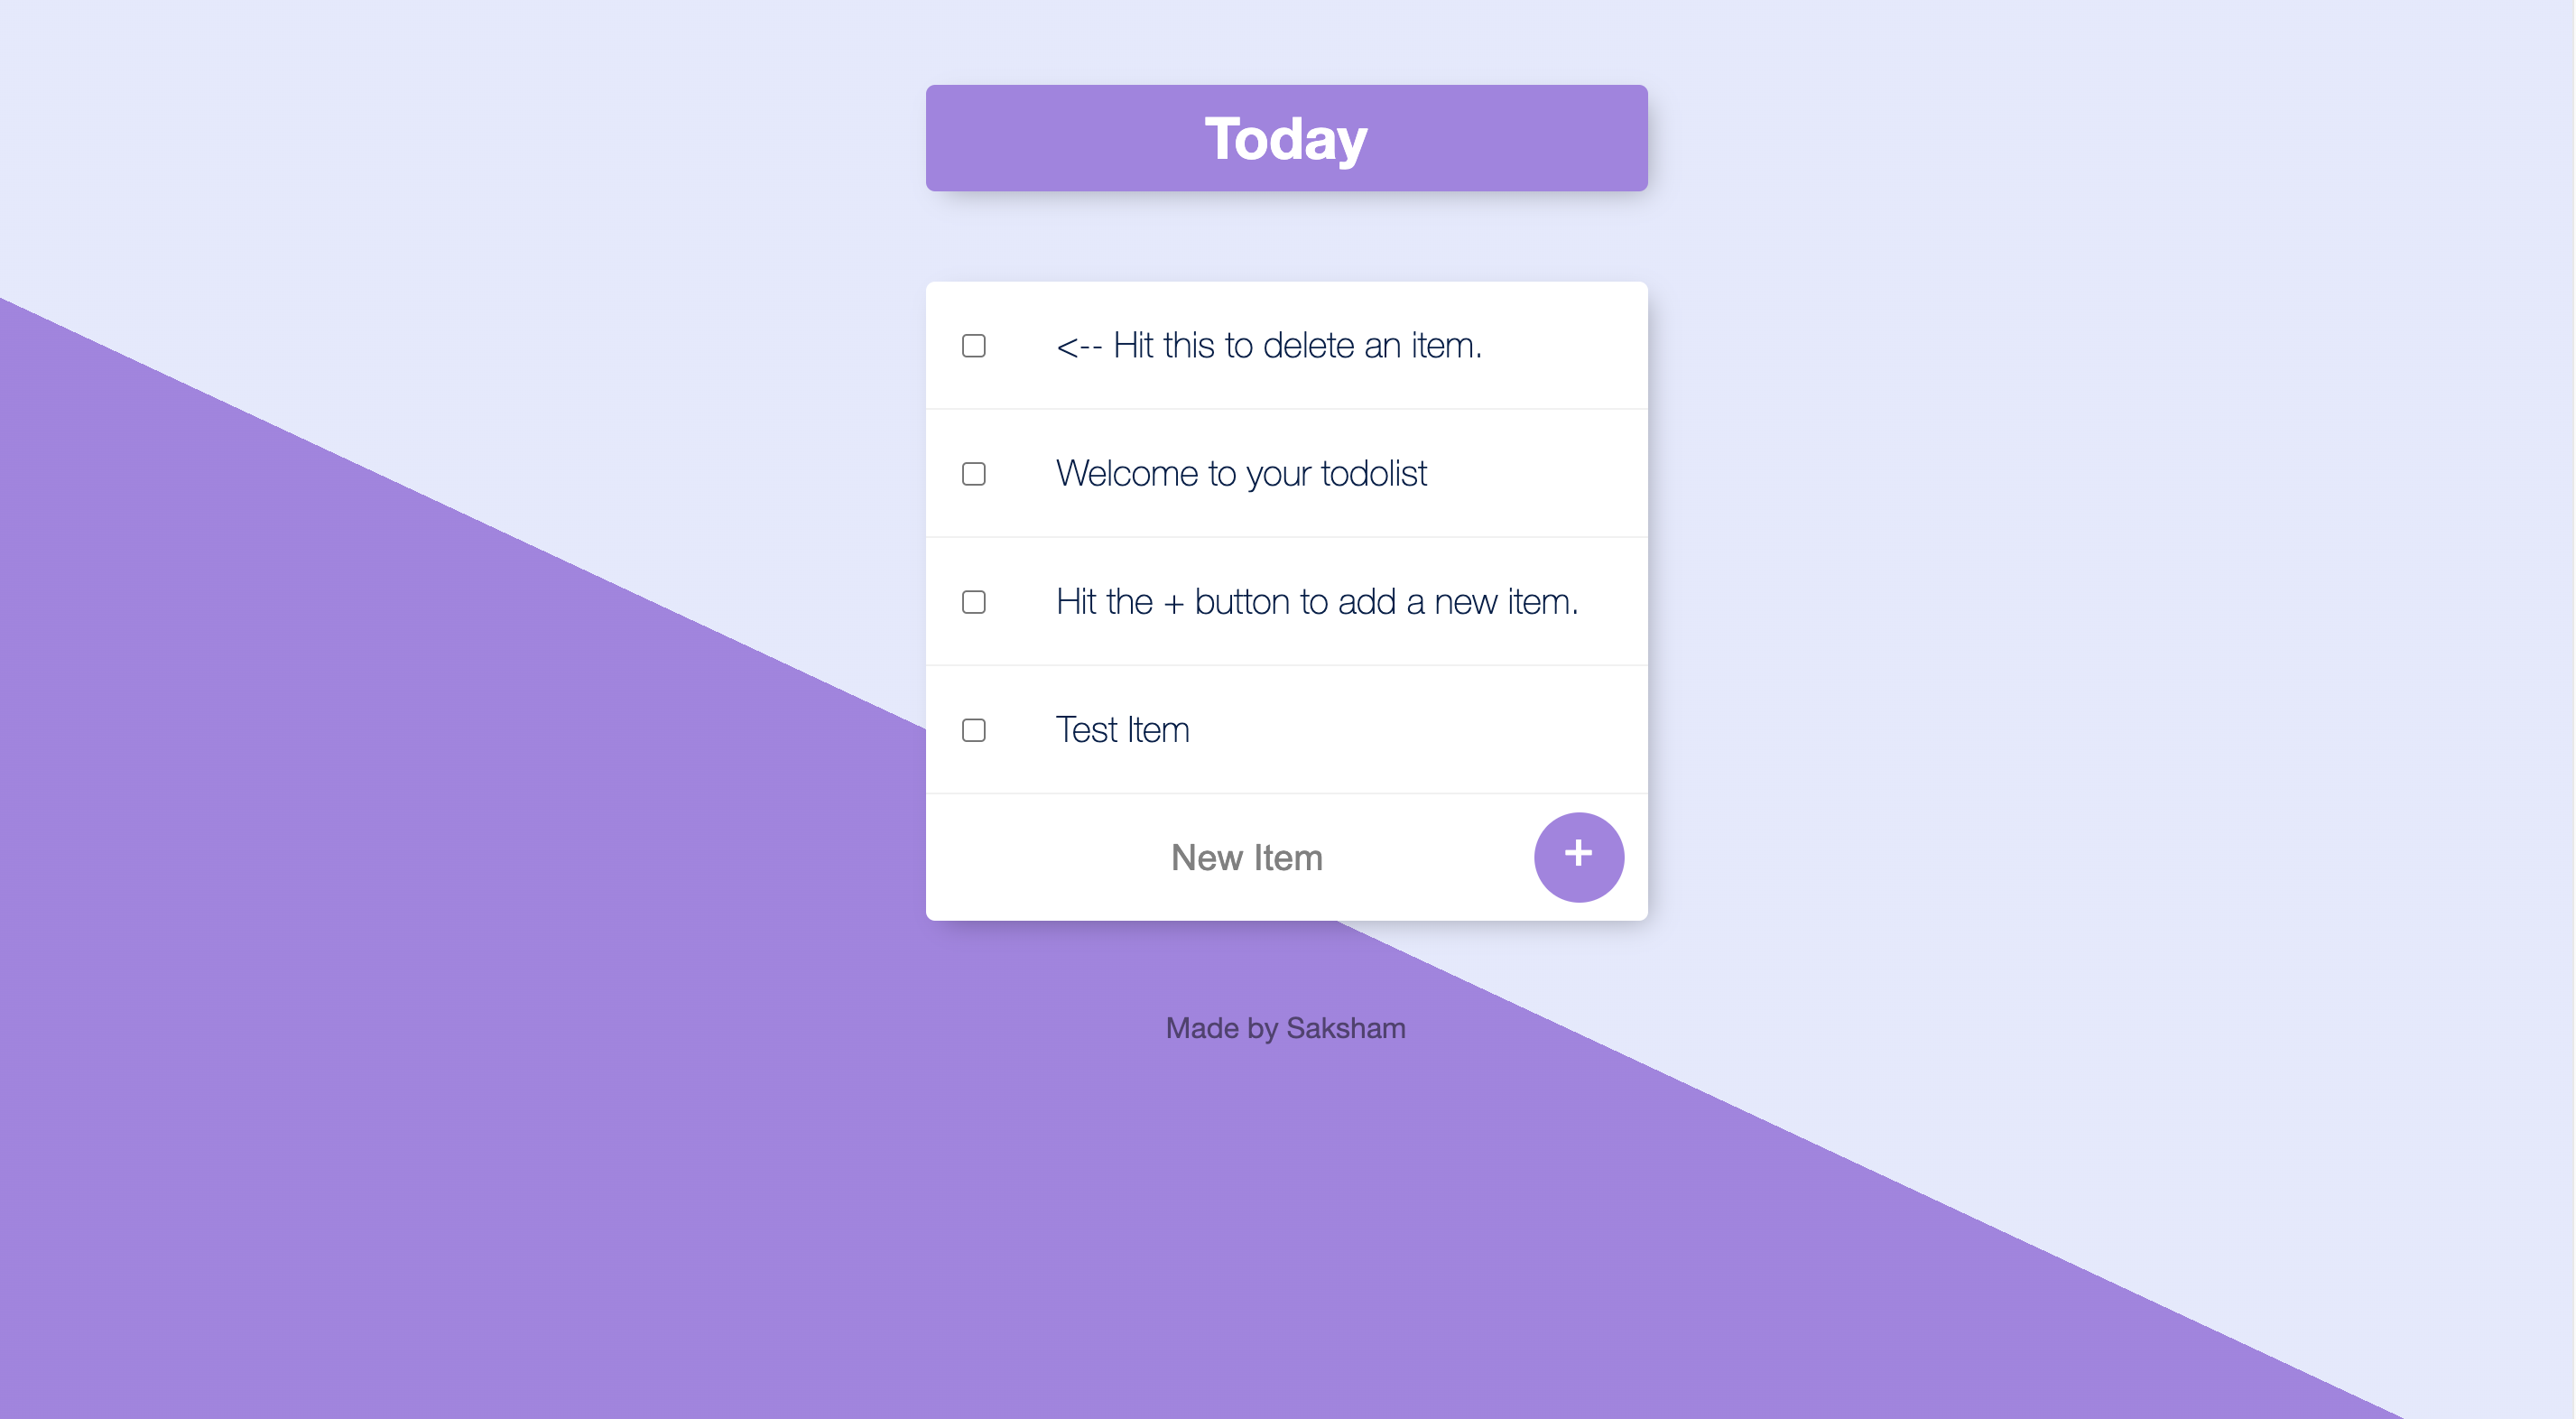 Today
<-- Hit this to delete an item.
Welcome to your todolist
Hit the + button to add a new item.
Test Item
New Item +
Made by Saksham